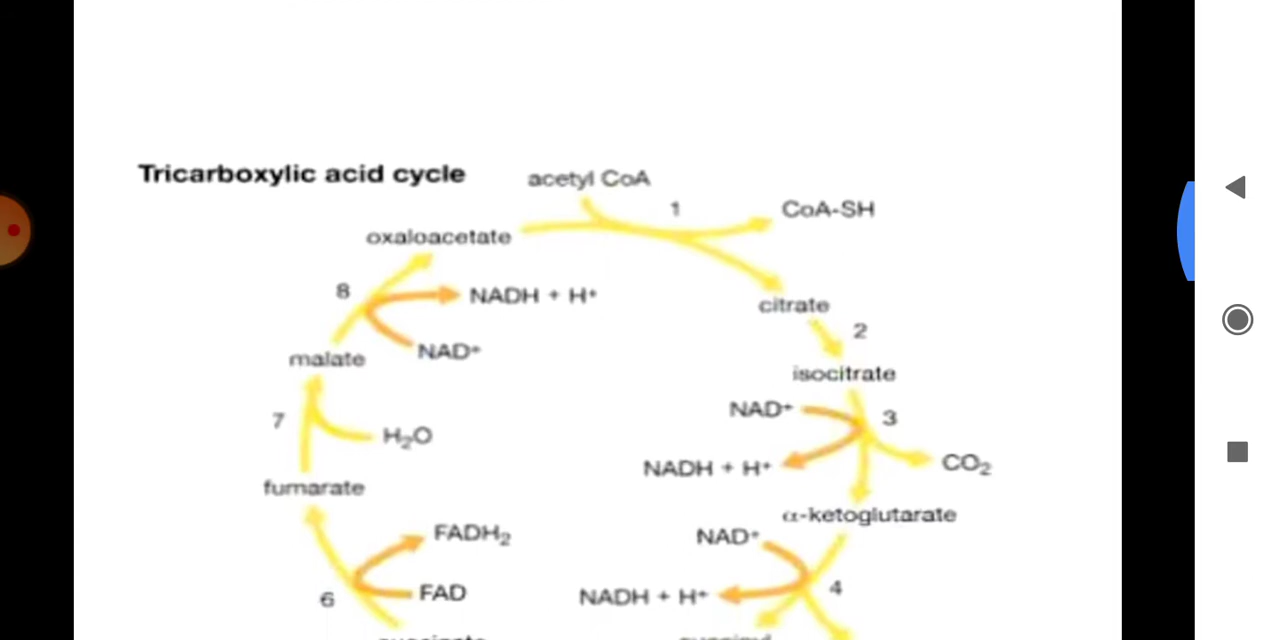 Tricarboxylic acid cycle
acetyl CoA
1
CoA-SH
oxaloacetate
8
NADH + H⁺
citrate
2
NAD⁺
malate
isocitrate
NAD⁺
3
7
H₂O
NADH + H⁺
CO₂
fumarate
α-ketoglutarate
FADH₂
NAD⁺
4
6
FAD
NADH + H⁺